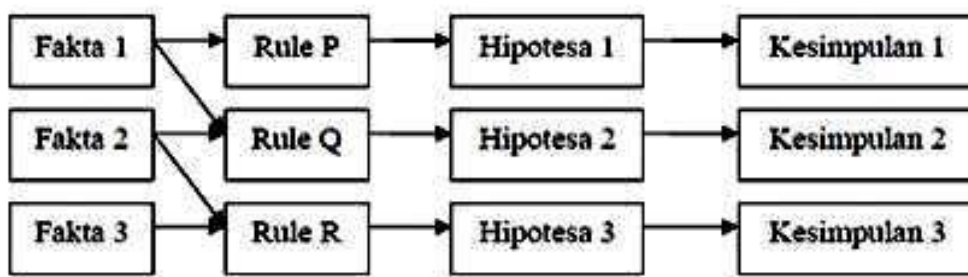 Fakta 1 Rule P Hipotesa 1 Kesimpulan 1
Fakta 2 Rule Q Hipotesa 2 Kesimpulan 2
Fakta 3 Rule R Hipotesa 3 Kesimpulan 3